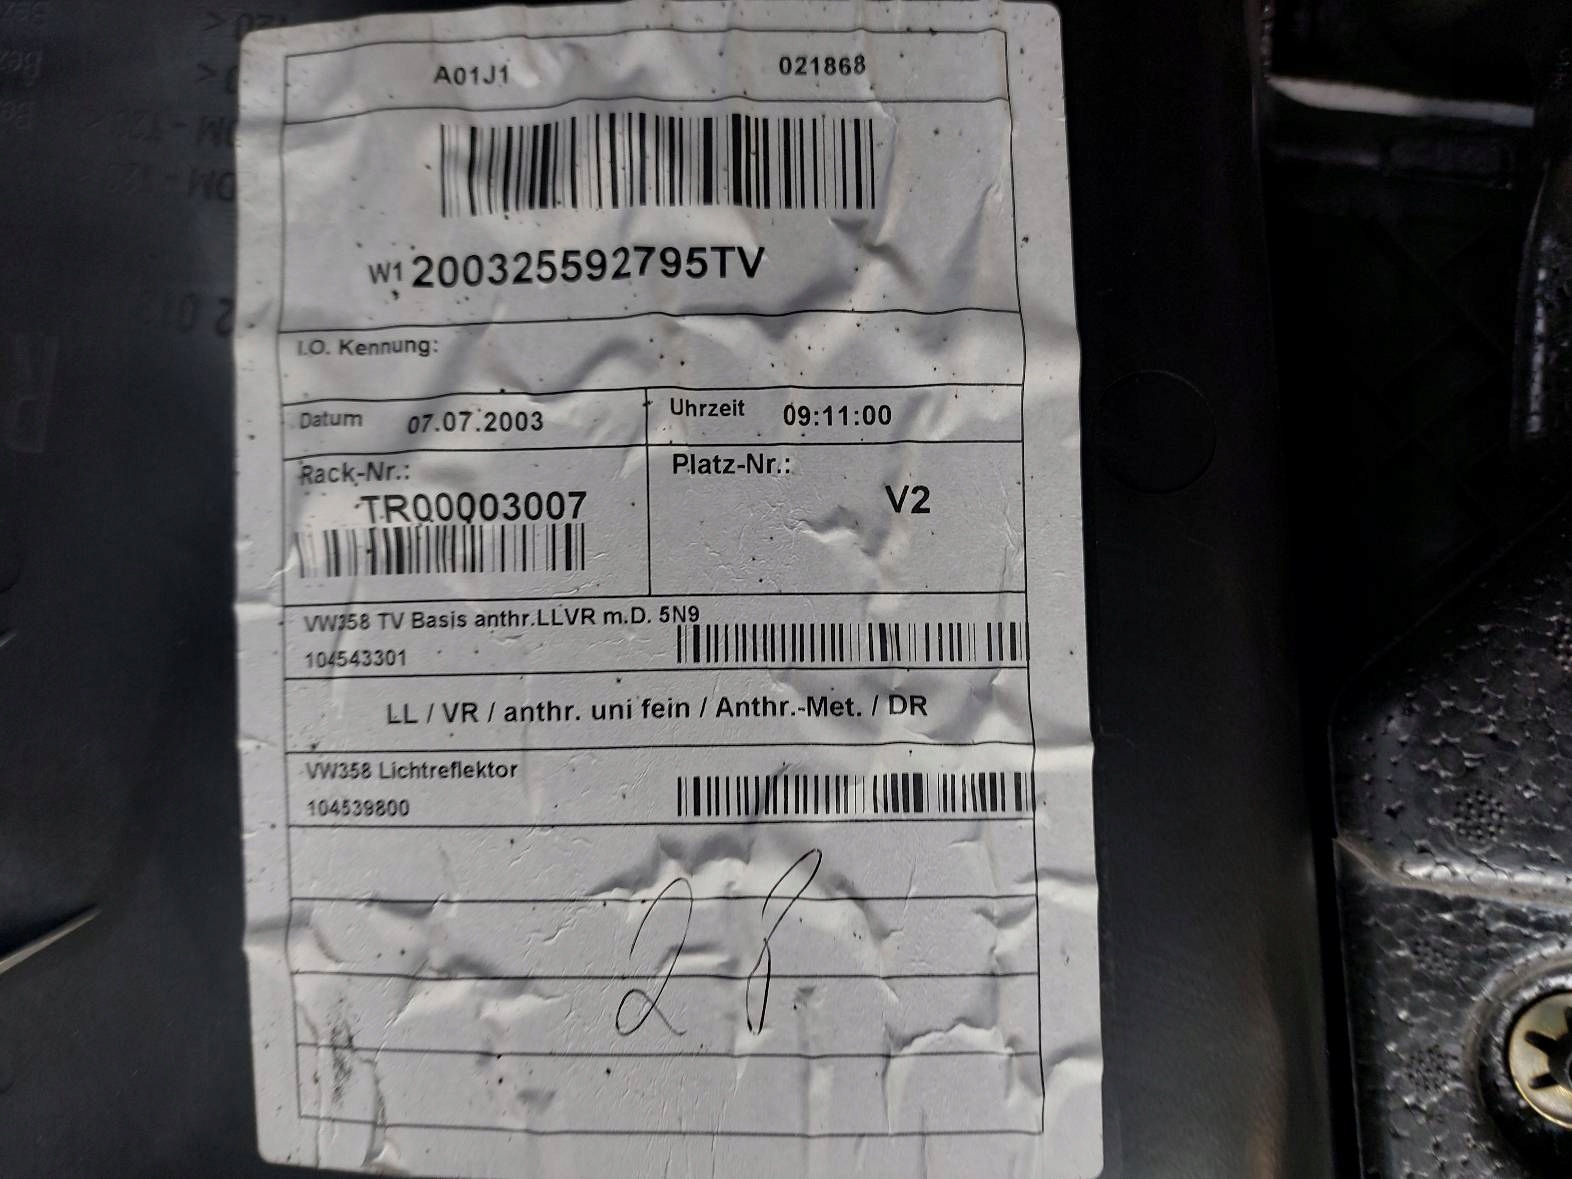 A01J1 021868
W1 200325592795TV
I.O. Kennung:
Datum 07.07.2003 Uhrzeit 09:11:00
Rack-Nr.: Platz-Nr.:
TR00003007 V2
VW358 TV Basis anthr.LLVR m.D. 5N9
104543301
LL / VR / anthr. uni fein / Anthr.-Met. / DR
VW358 Lichtreflektor
104539800
28